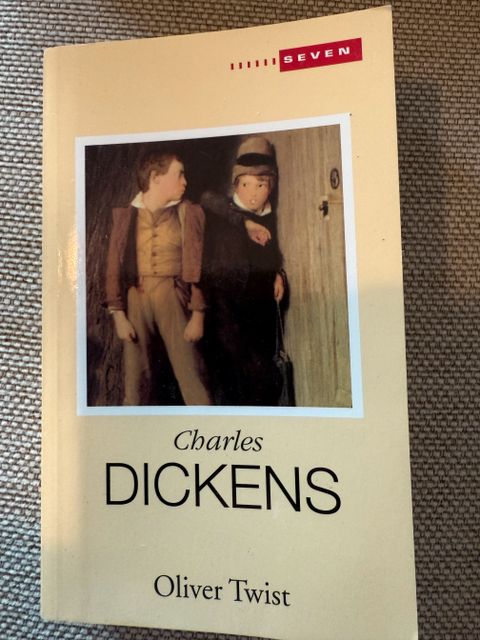 SEVEN
Charles
DICKENS
Oliver Twist